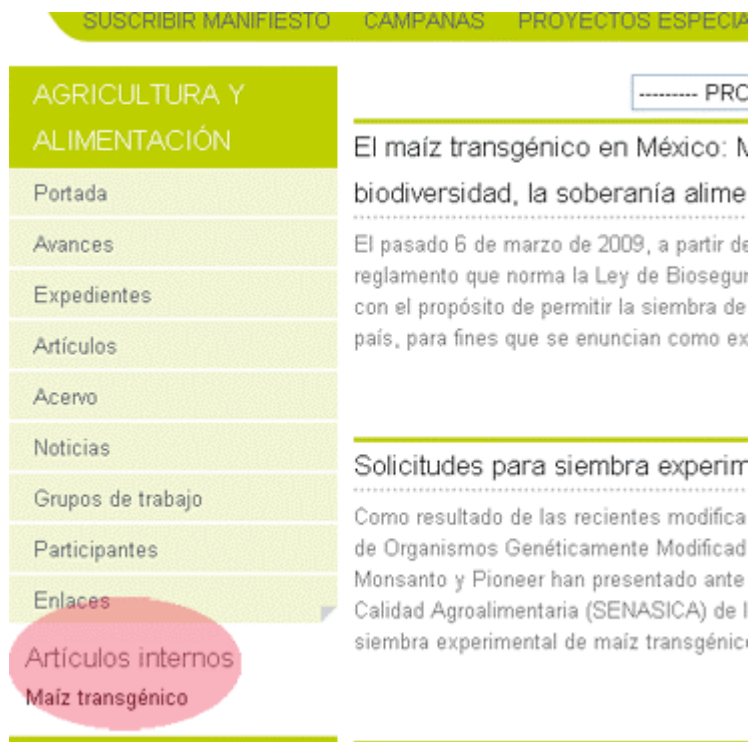 SUSCRIBIR MANIFIESTO CAMPAÑAS PROYECTOS
AGRICULTURA Y
ALIMENTACIÓN
Portada
Avances
Expedientes
Artículos
Acervo
Noticias
Grupos de trabajo
Participantes
Enlaces
Artículos internos
Maíz transgénico
--------- PRO
El maíz transgénico en México:
biodiversidad, la soberanía alime
El pasado 6 de marzo de 2009, a partir de
reglamento que norma la Ley de Biosegur
con el propósito de permitir la siembra de
país, para fines que se enuncian como ex
Solicitudes para siembra experim
Como resultado de las recientes modifica
de Organismos Genéticamente Modificad
Monsanto y Pioneer han presentado ante
Calidad Agroalimentaria (SENASICA) de l
siembra experimental de maíz transgénico